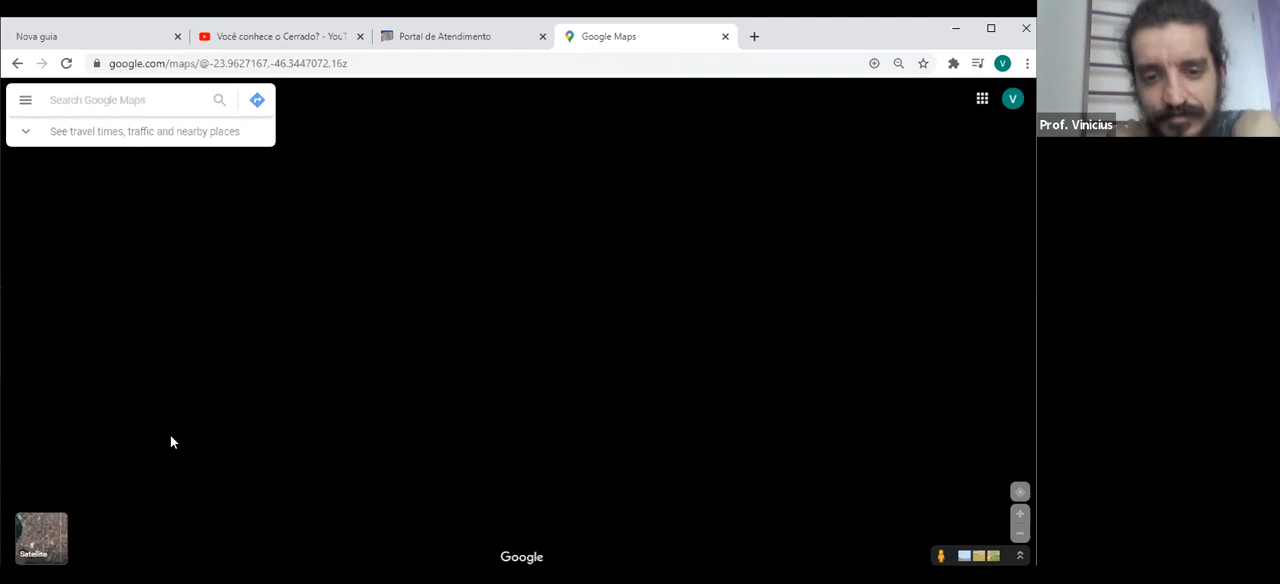 Nova guia
Você conhece o Cerrado? - YouT
Portal de Atendimento
Google Maps
google.com/maps/@-23.9627167,-46.3447072,16z
V
Search Google Maps
V
See travel times, traffic and nearby places
Prof. Vinicius
Satellite
Google